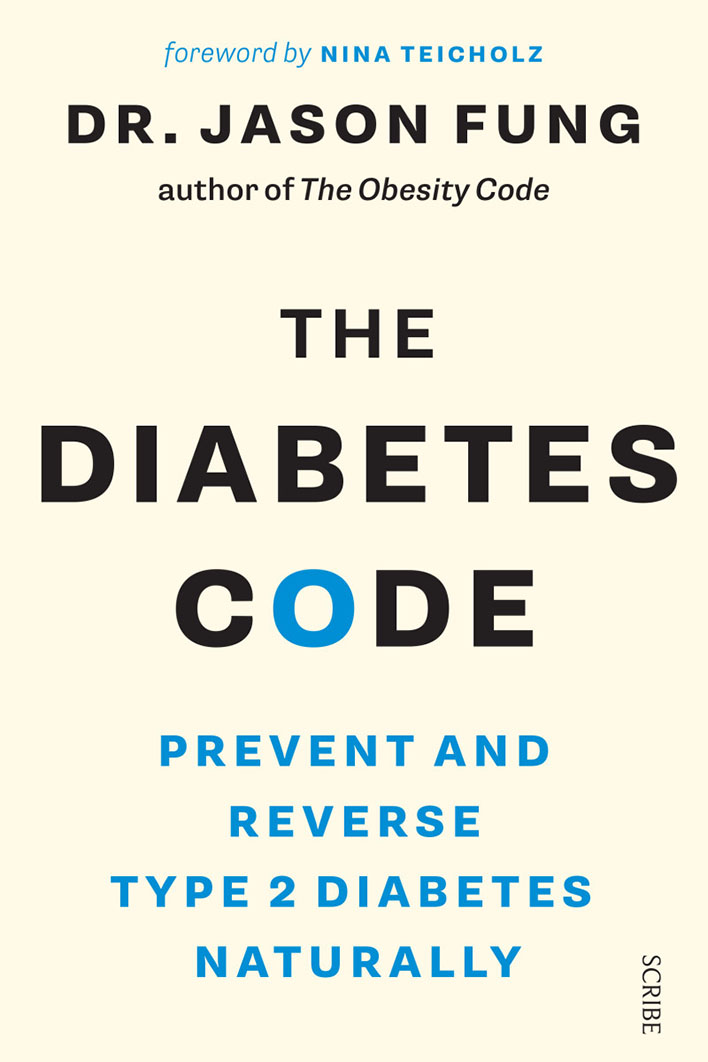 foreword by NINA TEICHOLZ
DR. JASON FUNG
author of The Obesity Code
THE
DIABETES
CODE
PREVENT AND
REVERSE
TYPE 2 DIABETES
NATURALLY
SCRIBE